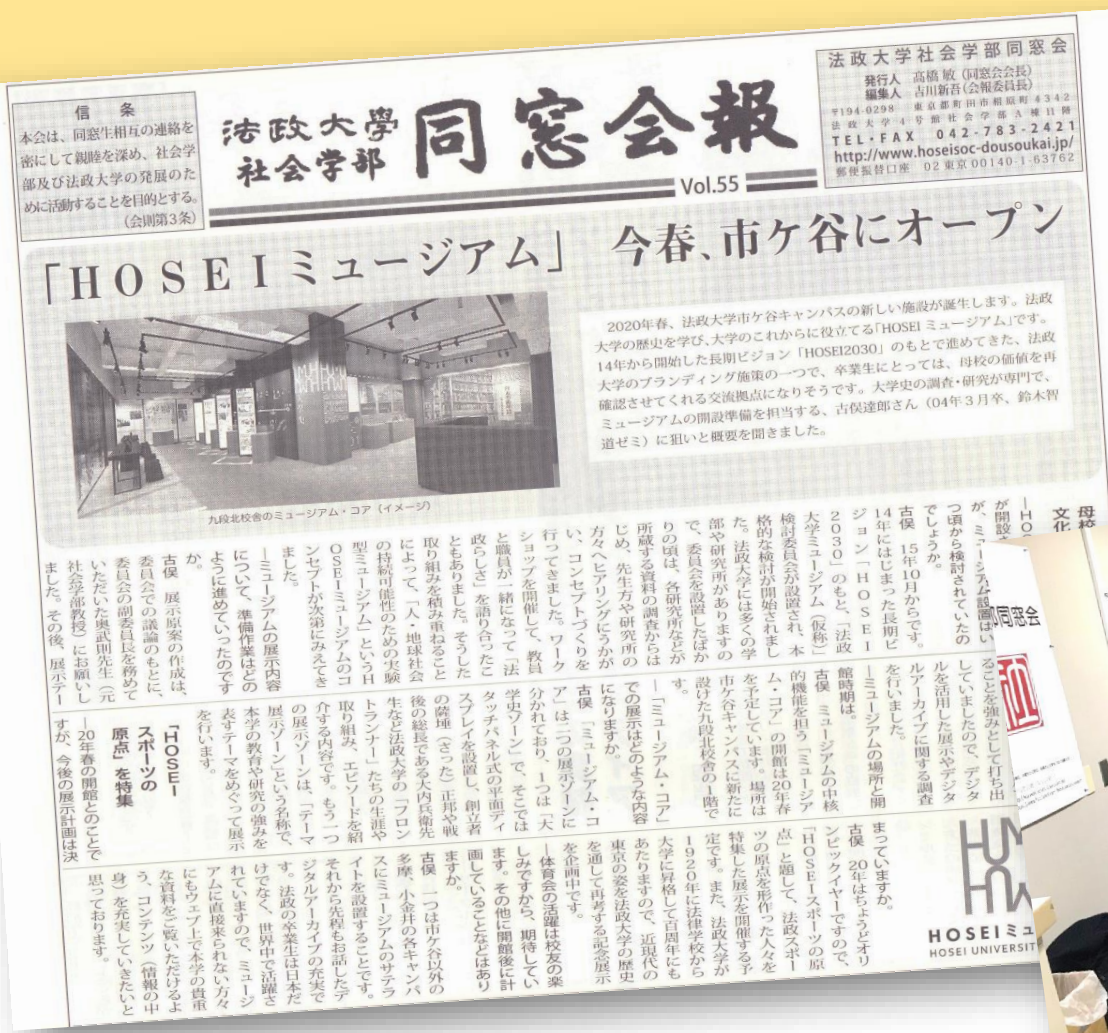 信 条
本会は、同窓生相互の連絡を
密にして親睦を深め、社会学
部及び法政大学の発展のた
めに活動することを目的とする。
(会則第3条)
法政大學
社会学部
同窓会報
Vol.55
法政大学社会学部同窓会
発行人 髙橋 敏(同窓会会長)
編集人 古川新吾(会報委員長)
〒194-0298 東京都町田市相原町4342
法政大学4号館社会学部A棟11階
TEL・FAX 042-783-2421
http://www.hoseisoc-dousoukai.jp/
郵便振替口座 02東京00140-1-63762
「HOSEIミュージアム」 今春、市ケ谷にオープン
2020年春、法政大学市ケ谷キャンパスの新しい施設が誕生します。法政
大学の歴史を学び、大学のこれからに役立てる「HOSEI ミュージアム」です。
14年から開始した長期ビジョン「HOSEI2030」のもとで進めてきた、法政
大学のブランディング施策の一つで、卒業生にとっては、母校の価値を再
確認させてくれる交流拠点になりそうです。大学史の調査・研究が専門で、
ミュージアムの開設準備を担当する、古俣達郎さん(04年3月卒、鈴木智
道ゼミ)に狙いと概要を聞きました。
九段北校舎のミュージアム・コア(イメージ)
母校
文化
―HO
が開設さ
が、ミュージアム設置はい
つ頃から検討されていたの
でしょうか。
古俣 15年10月からです。
14年にはじまった長期ビ
ジョン「HOSEI
2030」のもと、「法政
大学ミュージアム(仮称)
検討委員会が設置され、本
格的な検討が開始されまし
た。法政大学には多くの学
部や研究所がありますの
で、委員会を設置したばか
りの頃は、各研究所などが
所蔵する資料の調査からは
じめ、先生方や研究所の
方々へヒアリングにうかが
い、コンセプトづくりを
行ってきました。ワーク
ショップを開催して、教員
と職員が一緒になって「法
政らしさ」を語り合ったこ
ともありました。そうした
取り組みを積み重ねること
によって、「人・地球社会
の持続可能性のための実験
型ミュージアム」というH
OSEIミュージアムのコ
ンセプトが次第にみえてき
ました。
―ミュージアムの展示内容
について、準備作業はどの
ように進めていったのです
か。
古俣 展示原案の作成は、
委員会での議論のもとに、
委員会の副委員長を務めて
いただいた奥武則先生(元
社会学部教授)にお願いし
ました。その後、展示テー
ることを強みとして打ち出
していましたので、デジタ
ルを活用した展示やデジタ
ルアーカイブに関する調査
を行いました。
―ミュージアムの場所と開
館時期は。
古俣 ミュージアムの中核
的機能を担う「ミュージア
ム・コア」の開館は20年春
を予定しています。場所は
市ケ谷キャンパスに新たに
設けた九段北校舎の1階で
す。
―「ミュージアム・コア」
での展示はどのような内容
になりますか。
古俣 「ミュージアム・コ
ア」は二つの展示ゾーンに
分かれており、1つは「大
学史ゾーン」で、そこでは
タッチパネル式の平面ディ
スプレイを設置し、創立者
の薩埵(さった)正邦や戦
後の総長である大内兵衛先
生など法政大学の「フロン
トランナー」たちの生涯や
取り組み、エピソードを紹
介する内容です。もう一つ
の展示ゾーンは、「テーマ
展示ゾーン」という名称で、
本学の教育や研究の強みを
表すテーマをめぐって展示
を行います。
「HOSEI
スポーツの
原点」を特集
―20年春の開館とのことで
すが、今後の展示計画は決
まっていますか。
古俣 20年はちょうどオリ
ンピックイヤーですので、
「HOSEIスポーツの原
点」と題して、法政スポー
ツの原点を形作った人々を
特集した展示を開催する予
定です。また、法政大学が
1920年に法律学校から
大学に昇格して百周年にも
あたりますので、近現代の
東京の姿を法政大学の歴史
を通して再考する記念展示
を企画中です。
―体育会の活躍は校友の楽
しみですから、期待してい
ます。その他に開館後に計
画していることなどはあり
ますか。
古俣 一つは市ケ谷以外の
多摩、小金井の各キャンパ
スにミュージアムのサテラ
イトを設置することです。
それから先程もお話したデ
ジタルアーカイブの充実で
す。法政の卒業生は日本だ
けでなく、世界中で活躍さ
れていますので、ミュージ
アムに直接来られない方々
にもウェブ上で本学の貴重
な資料をご覧いただけるよ
う、コンテンツ(情報の中
身)を充実していきたいと
思っております。
HOSEIミュ
HOSEI UNIVERSIT
部同窓会